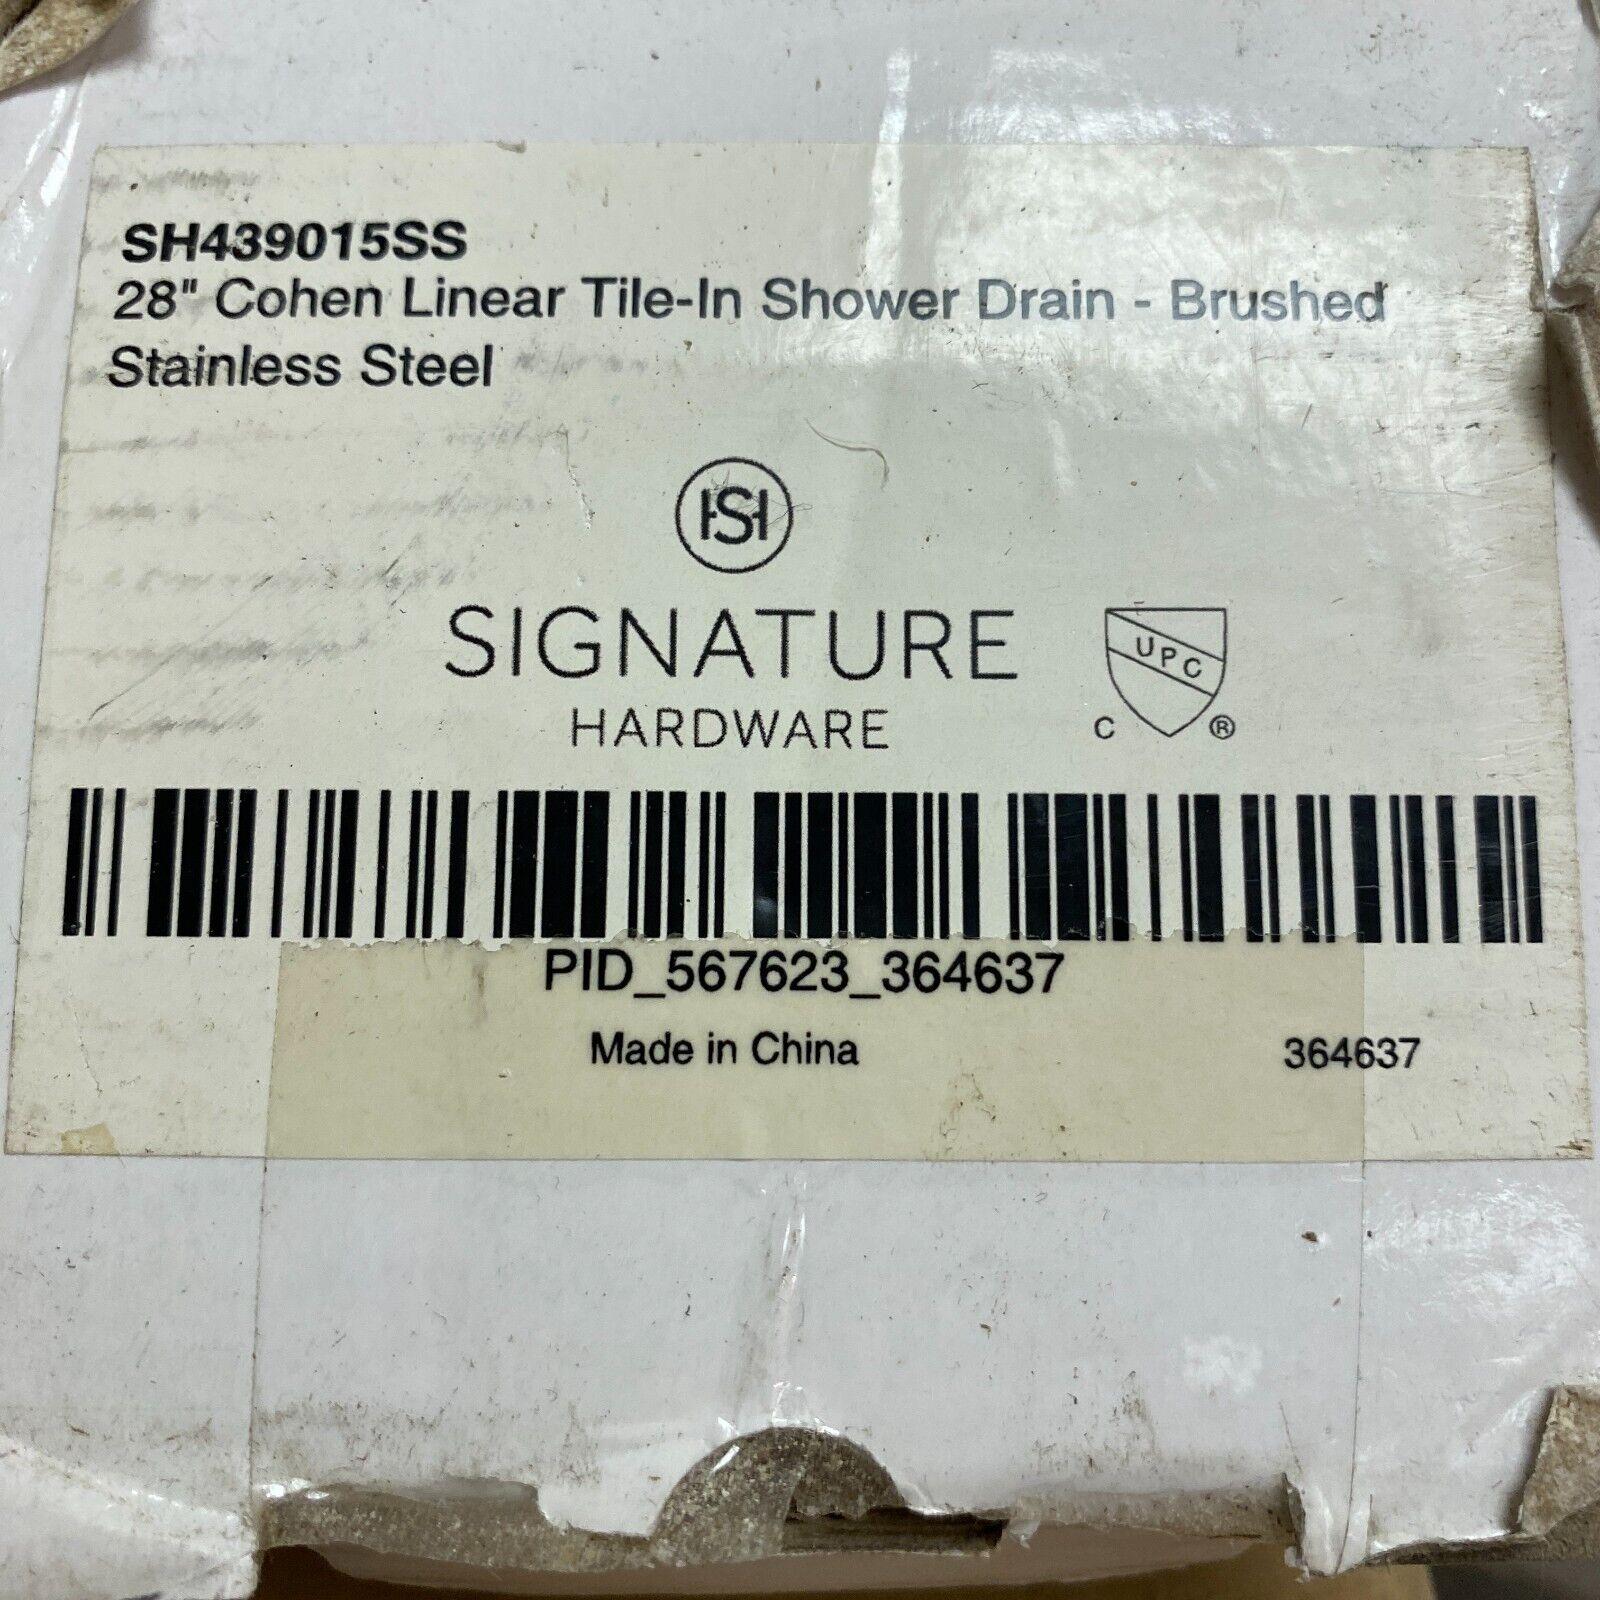 SH439015SS
28" Cohen Linear Tile-In Shower Drain - Brushed
Stainless Steel
HSH
SIGNATURE
HARDWARE
UPC
C ®
PID_567623_364637
Made in China
364637